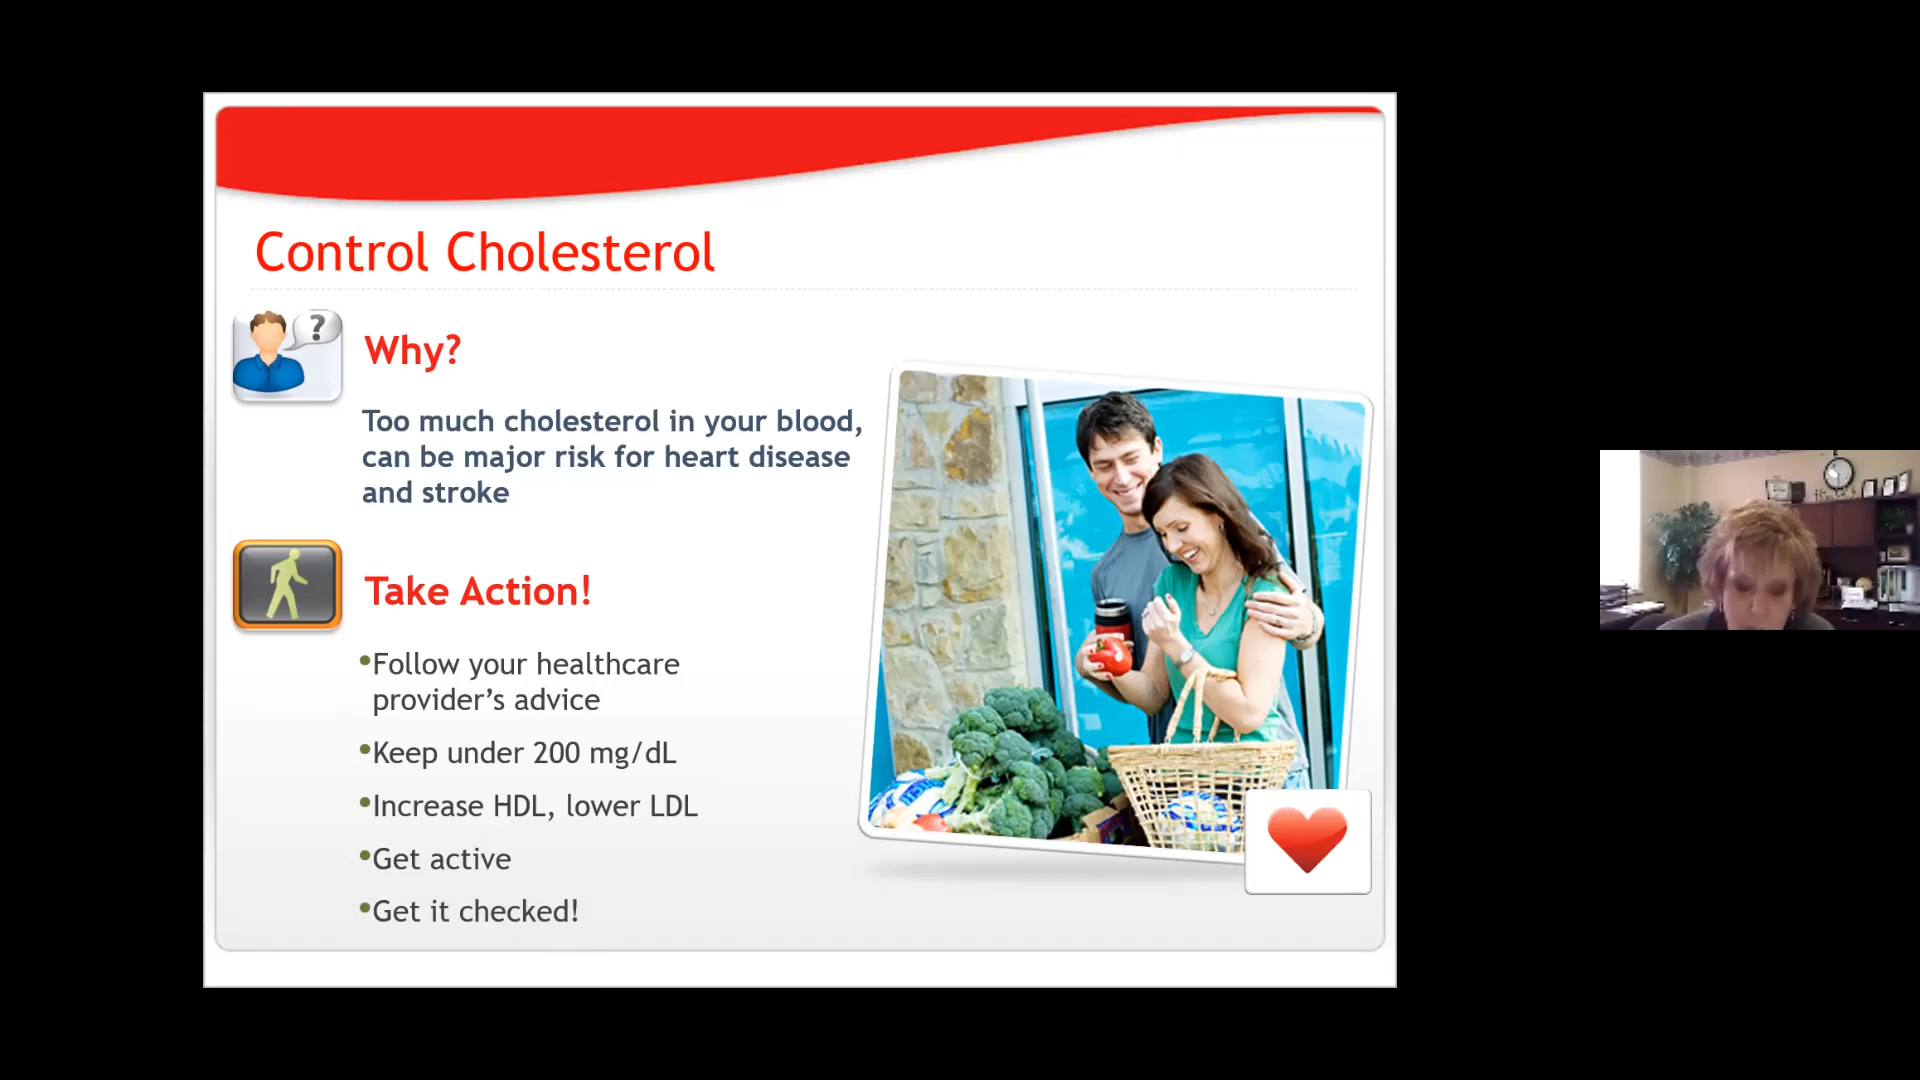 Control Cholesterol
?
Why?
Too much cholesterol in your blood,
can be major risk for heart disease
and stroke
Take Action!
•Follow your healthcare
provider’s advice
•Keep under 200 mg/dL
•Increase HDL, lower LDL
•Get active
•Get it checked!